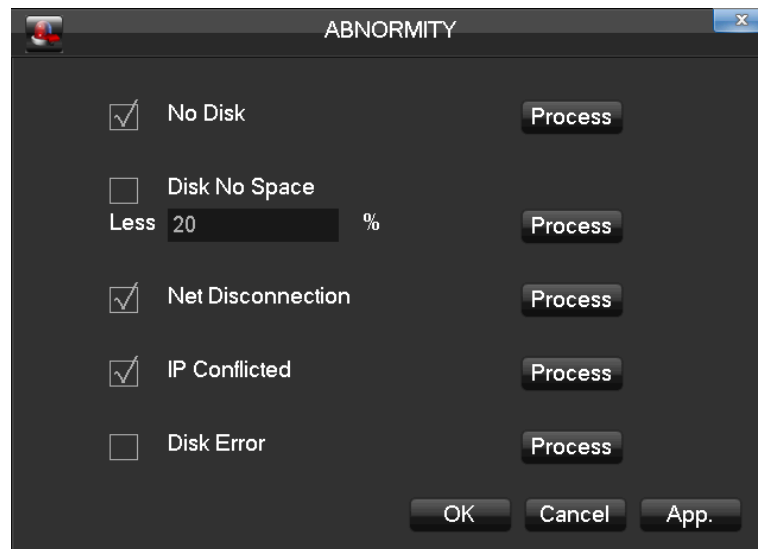 ABNORMITY
x
No Disk
Process
Disk No Space
Less 20 %
Process
Net Disconnection
Process
IP Conflicted
Process
Disk Error
Process
OK Cancel App.